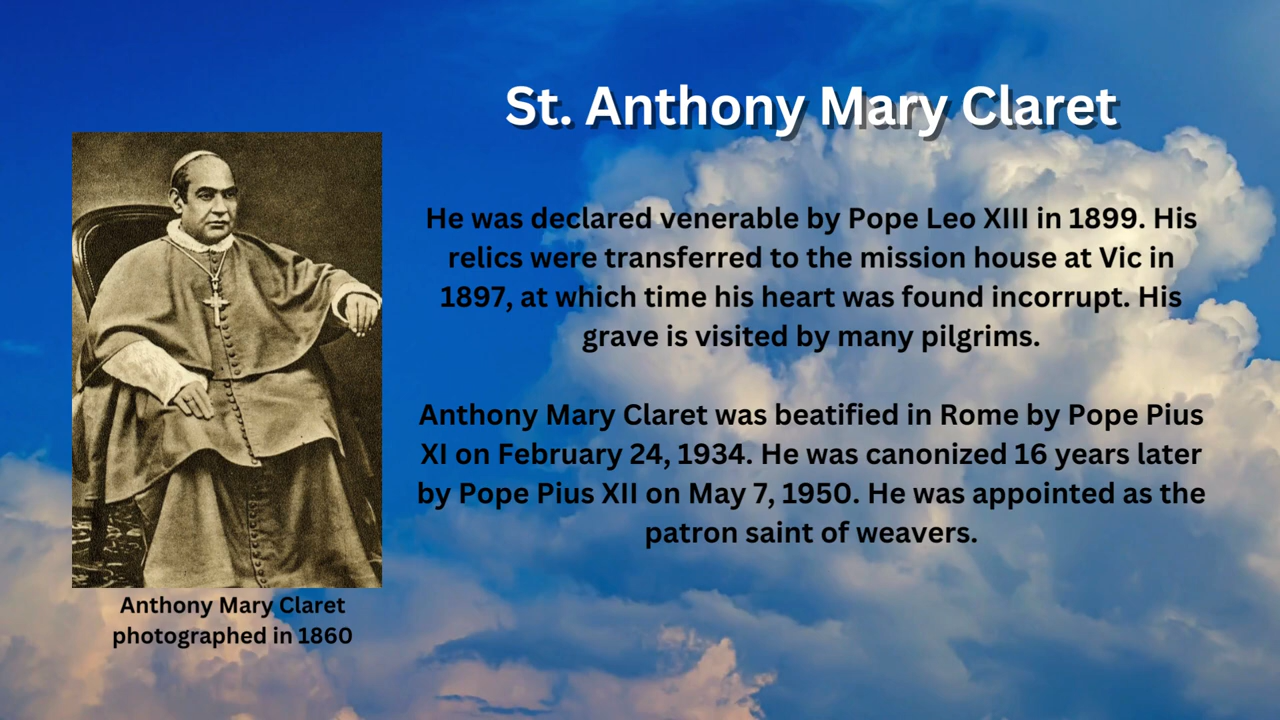 St. Anthony Mary Claret
He was declared venerable by Pope Leo XIII in 1899. His
relics were transferred to the mission house at Vic in
1897, at which time his heart was found incorrupt. His
grave is visited by many pilgrims.
Anthony Mary Claret was beatified in Rome by Pope Pius
XI on February 24, 1934. He was canonized 16 years later
by Pope Pius XII on May 7, 1950. He was appointed as the
patron saint of weavers.
Anthony Mary Claret
photographed in 1860